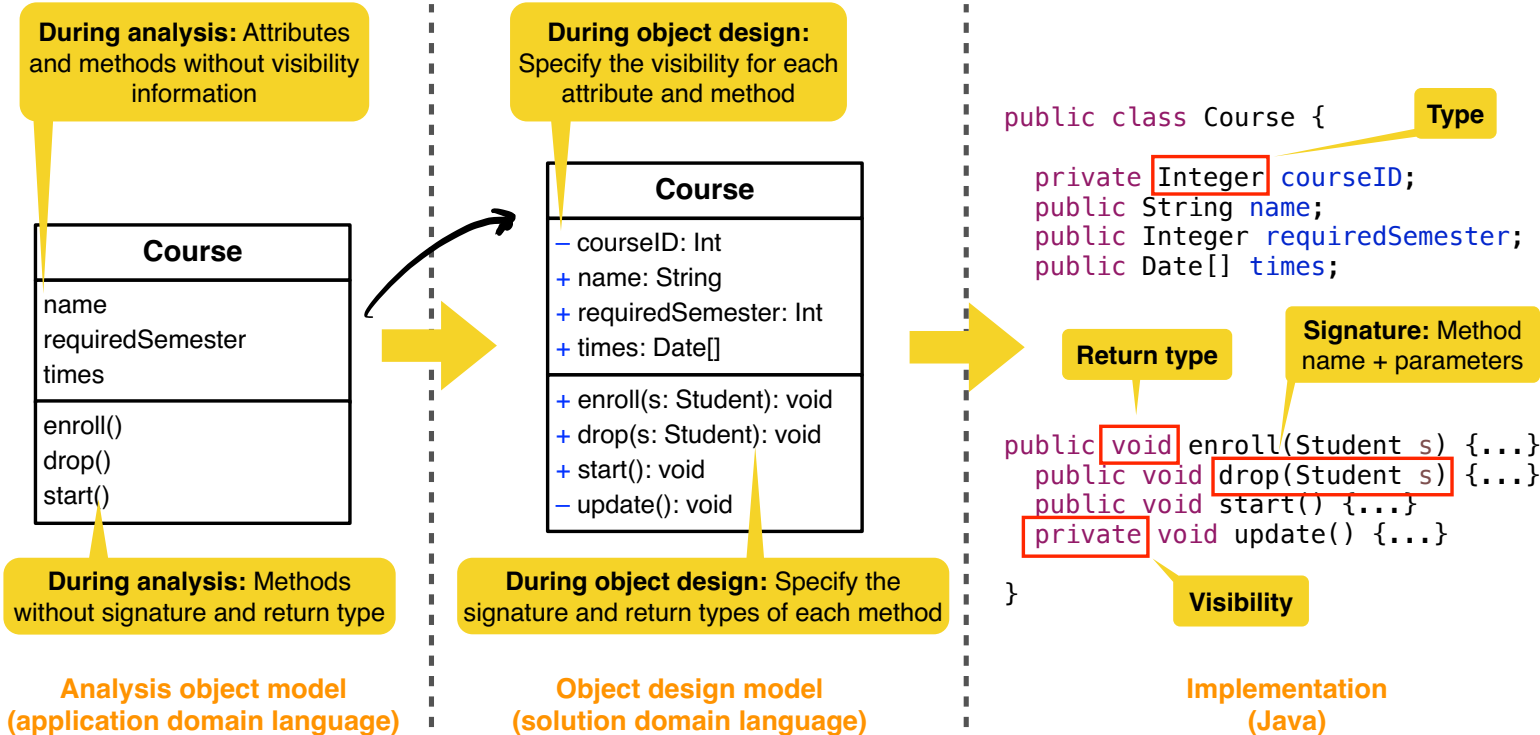 During analysis: Attributes
and methods without visibility
information
Course
name
requiredSemester
times
enroll()
drop()
start()
During analysis: Methods
without signature and return type
Analysis object model
(application domain language)
During object design:
Specify the visibility for each
attribute and method
Course
– courseID: Int
+ name: String
+ requiredSemester: Int
+ times: Date[]
+ enroll(s: Student): void
+ drop(s: Student): void
+ start(): void
– update(): void
During object design: Specify the
signature and return types of each method
Object design model
(solution domain language)
Type
public class Course {
private Integer courseID;
public String name;
public Integer requiredSemester;
public Date[] times;
Return type
Signature: Method
name + parameters
public void enroll(Student s) {...}
public void drop(Student s) {...}
public void start() {...}
private void update() {...}
}
Visibility
Implementation
(Java)